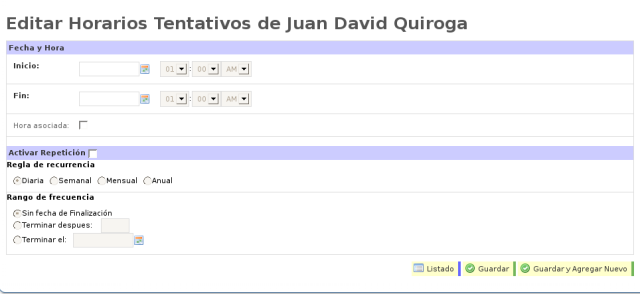 Editar Horarios Tentativos de Juan David Quiroga
Fecha y Hora
Inicio: 01 : 00 AM
Fin: 01 : 00 AM
Hora asociada:
Activar Repetición
Regla de recurrencia
Diaria Semanal Mensual Anual
Rango de frecuencia
Sin fecha de Finalización
Terminar despues:
Terminar el:
Listado Guardar Guardar y Agregar Nuevo